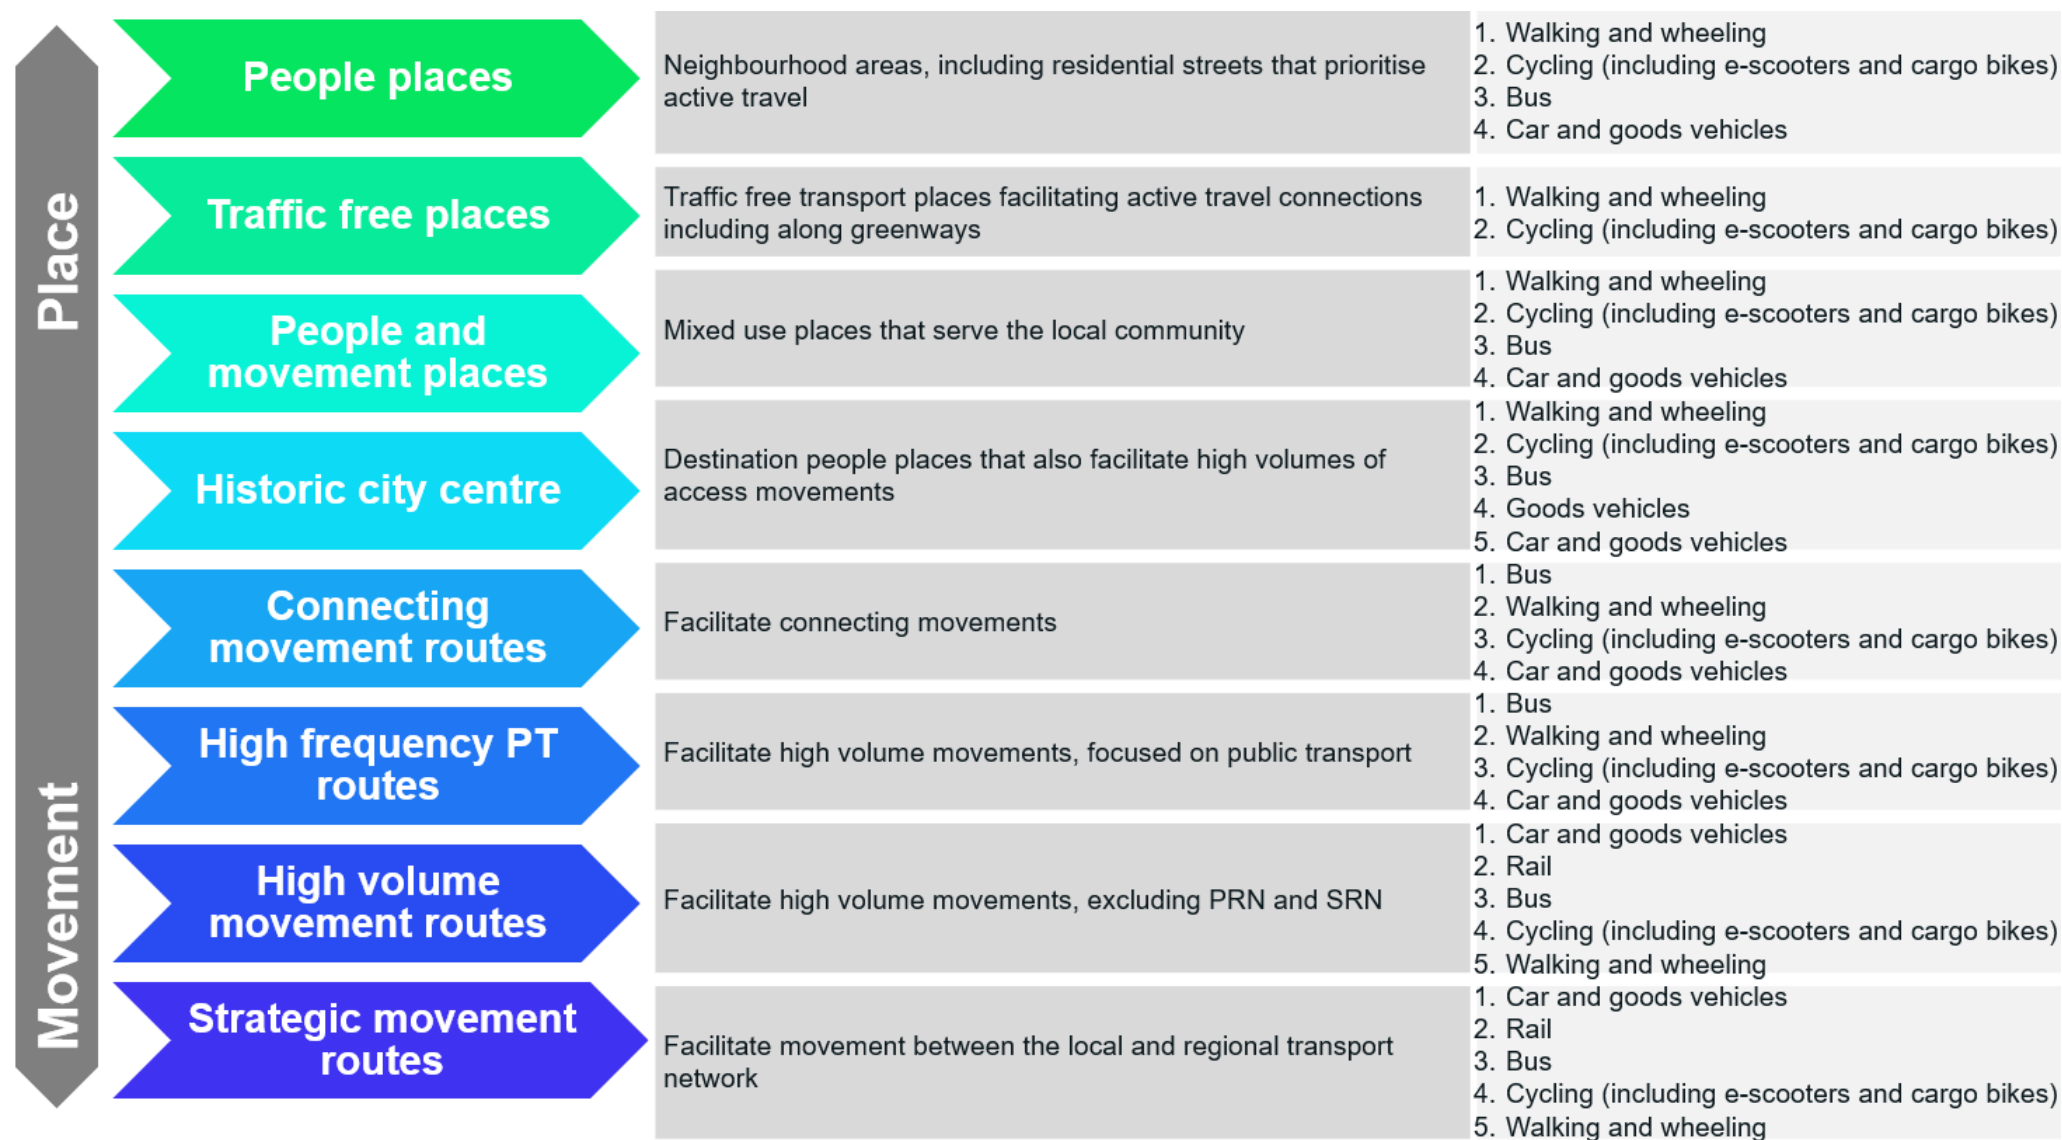 Place
Movement
People places
Neighbourhood areas, including residential streets that prioritise
active travel
1. Walking and wheeling
2. Cycling (including e-scooters and cargo bikes)
3. Bus
4. Car and goods vehicles
Traffic free places
Traffic free transport places facilitating active travel connections
including along greenways
1. Walking and wheeling
2. Cycling (including e-scooters and cargo bikes)
People and
movement places
Mixed use places that serve the local community
1. Walking and wheeling
2. Cycling (including e-scooters and cargo bikes)
3. Bus
4. Car and goods vehicles
Historic city centre
Destination people places that also facilitate high volumes of
access movements
1. Walking and wheeling
2. Cycling (including e-scooters and cargo bikes)
3. Bus
4. Goods vehicles
5. Car and goods vehicles
Connecting
movement routes
Facilitate connecting movements
1. Bus
2. Walking and wheeling
3. Cycling (including e-scooters and cargo bikes)
4. Car and goods vehicles
High frequency PT
routes
Facilitate high volume movements, focused on public transport
1. Bus
2. Walking and wheeling
3. Cycling (including e-scooters and cargo bikes)
4. Car and goods vehicles
High volume
movement routes
Facilitate high volume movements, excluding PRN and SRN
1. Car and goods vehicles
2. Rail
3. Bus
4. Cycling (including e-scooters and cargo bikes)
5. Walking and wheeling
Strategic movement
routes
Facilitate movement between the local and regional transport
network
1. Car and goods vehicles
2. Rail
3. Bus
4. Cycling (including e-scooters and cargo bikes)
5. Walking and wheeling